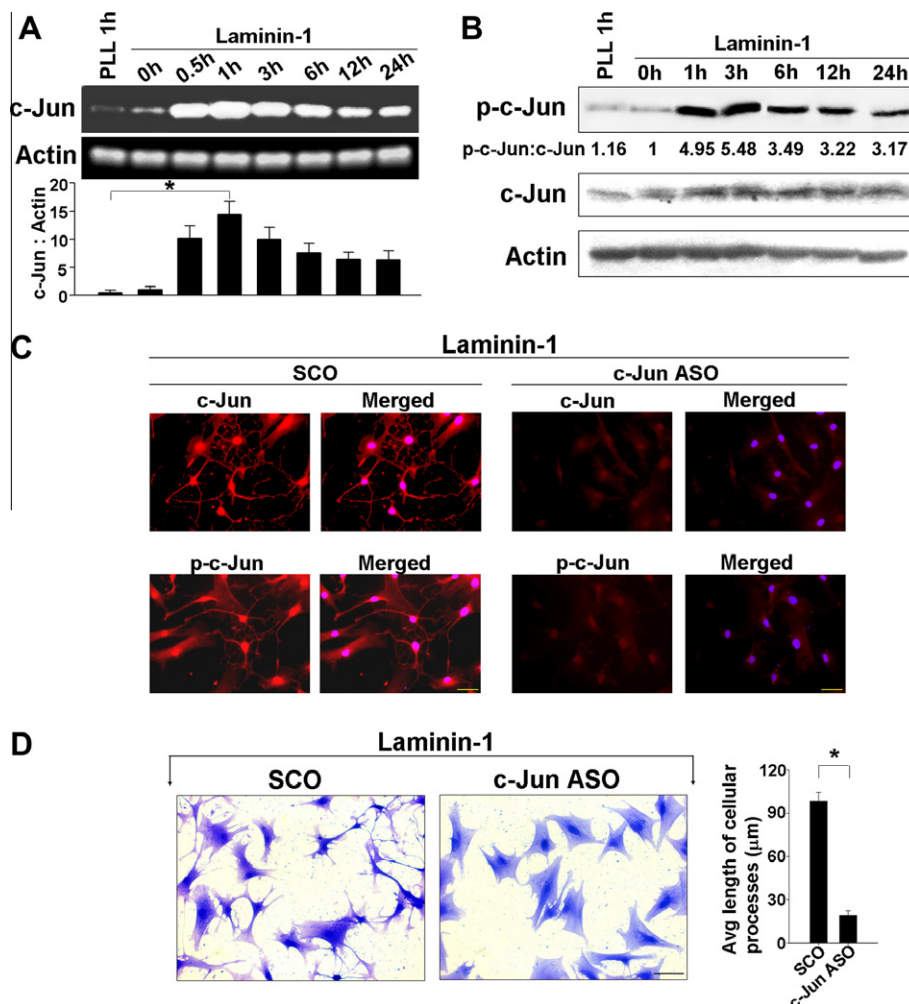 A
PLL 1h
Laminin-1
0h 0.5h 1h 3h 6h 12h 24h
c-Jun
Actin
c-Jun : Actin
20
15
10
5
0
*
B
PLL 1h
Laminin-1
0h 1h 3h 6h 12h 24h
p-c-Jun
p-c-Jun:c-Jun 1.16 1 4.95 5.48 3.49 3.22 3.17
c-Jun
Actin
C
Laminin-1
SCO c-Jun ASO
c-Jun Merged c-Jun Merged
p-c-Jun Merged p-c-Jun Merged
D
Laminin-1
SCO c-Jun ASO
Avg length of cellular
processes (μm)
120
90
60
30
0
*
SCO
c-Jun ASO